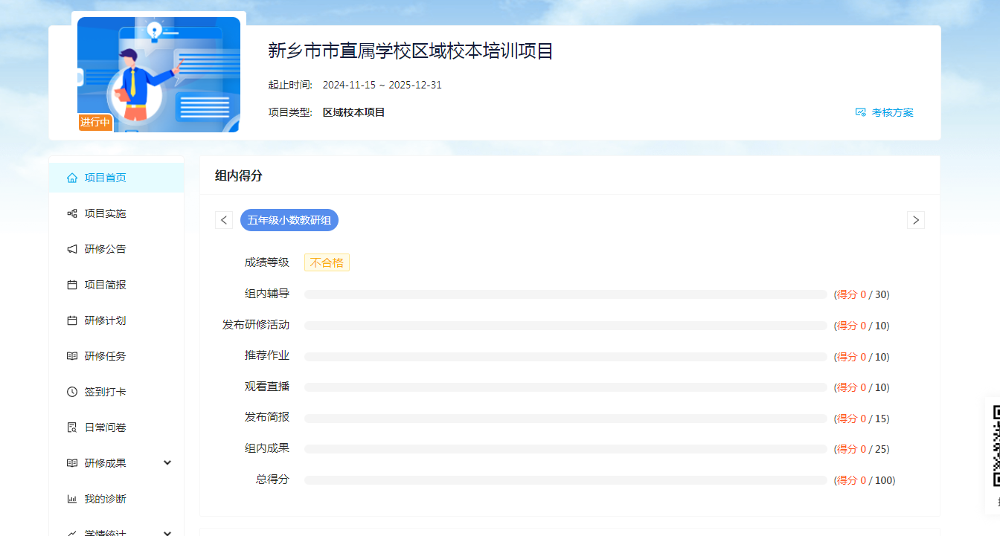 新乡市市直属学校区域校本培训项目
起止时间: 2024-11-15 ~ 2025-12-31
项目类型: 区域校本项目
进行中
考核方案
项目首页
项目实施
研修公告
项目简报
研修计划
研修任务
签到打卡
日常问卷
研修成果
我的诊断
学情统计
组内得分
五年级小数教研组
成绩等级 不合格
组内辅导 (得分 0 / 30)
发布研修活动 (得分 0 / 10)
推荐作业 (得分 0 / 10)
观看直播 (得分 0 / 10)
发布简报 (得分 0 / 15)
组内成果 (得分 0 / 25)
总得分 (得分 0 / 100)